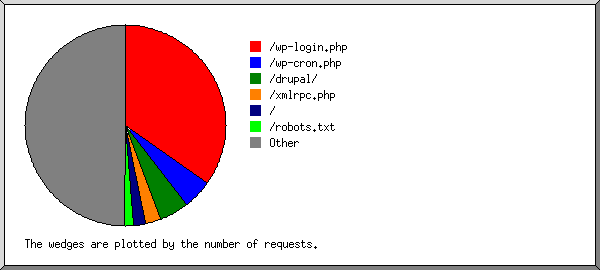 /wp-login.php
/wp-cron.php
/drupal/
/xmlrpc.php
/
/robots.txt
Other
The wedges are plotted by the number of requests.